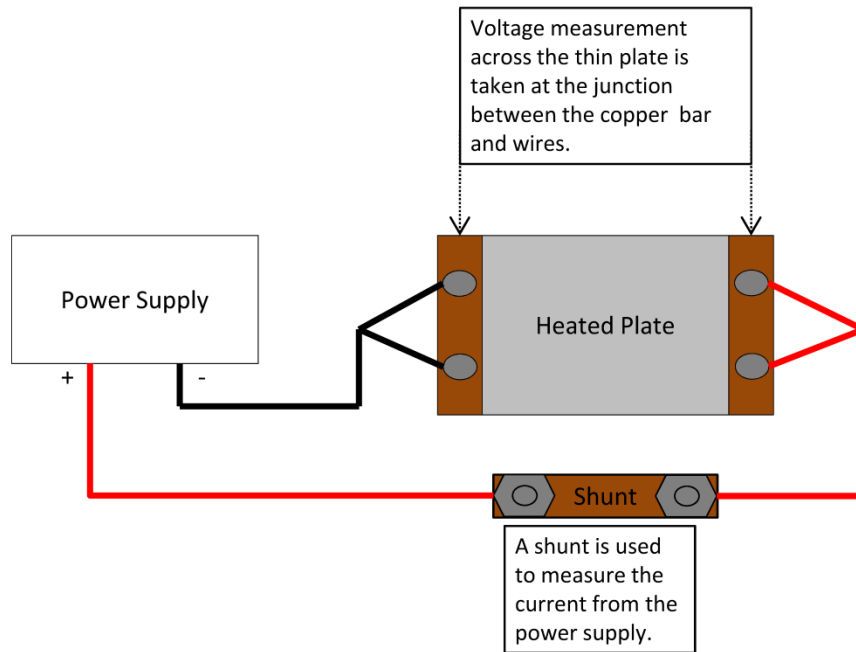 Voltage measurement
across the thin plate is
taken at the junction
between the copper bar
and wires.
Power Supply
+ -
Heated Plate
Shunt
A shunt is used
to measure the
current from the
power supply.